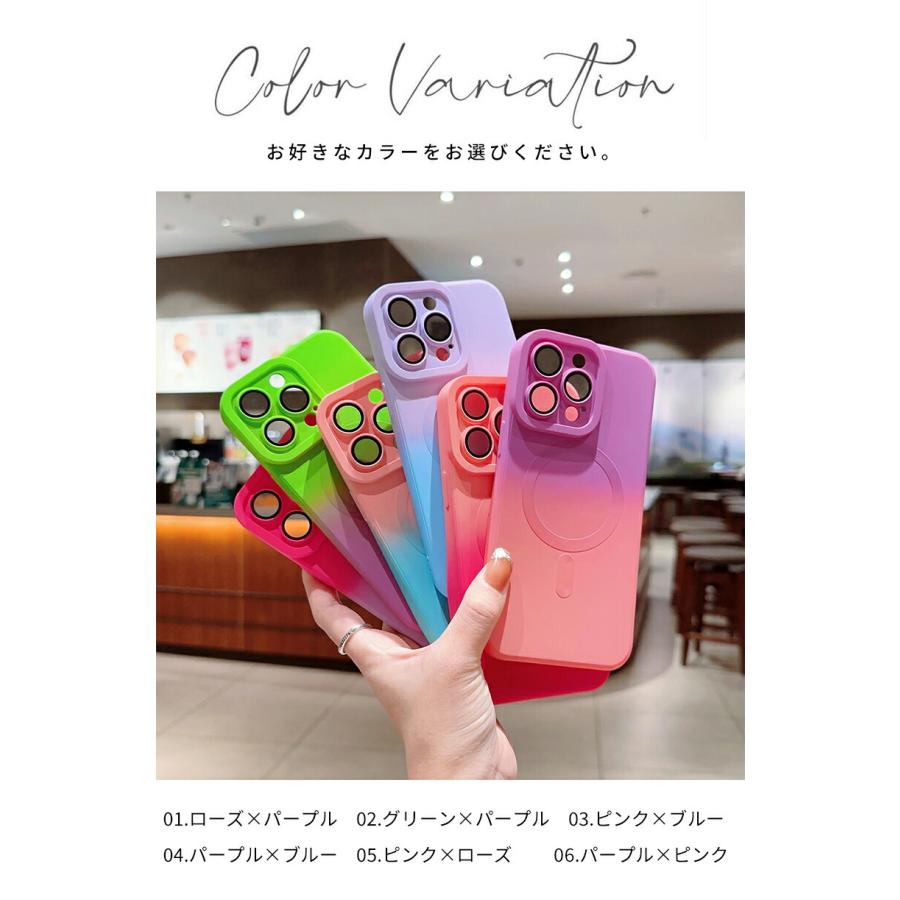 Color Variation
お好きなカラーをお選びください。
01.ローズ×パープル 02.グリーン×パープル 03.ピンク×ブルー
04.パープル×ブルー 05.ピンク×ローズ 06.パープル×ピンク